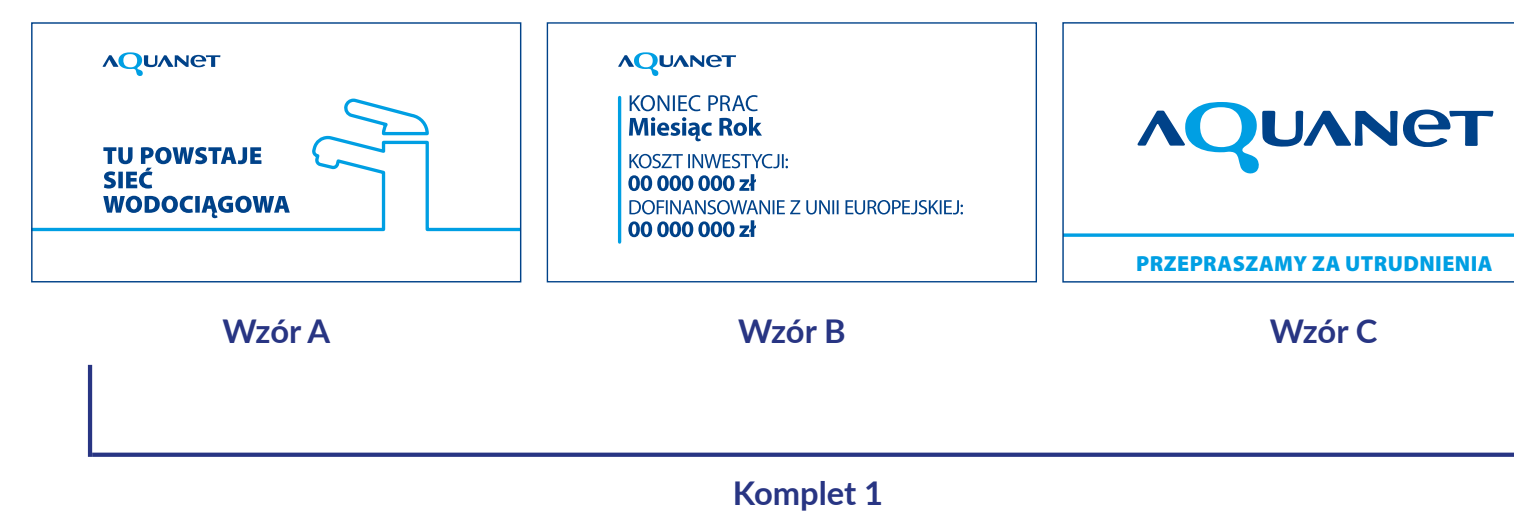 AQUANET
TU POWSTAJE
SIEĆ
WODOCIĄGOWA
Wzór A
AQUANET
KONIEC PRAC
Miesiąc Rok
KOSZT INWESTYCJI:
00 000 000 zł
DOFINANSOWANIE Z UNII EUROPEJSKIEJ:
00 000 000 zł
Wzór B
AQUANET
PRZEPRASZAMY ZA UTRUDNIENIA
Wzór C
Komplet 1